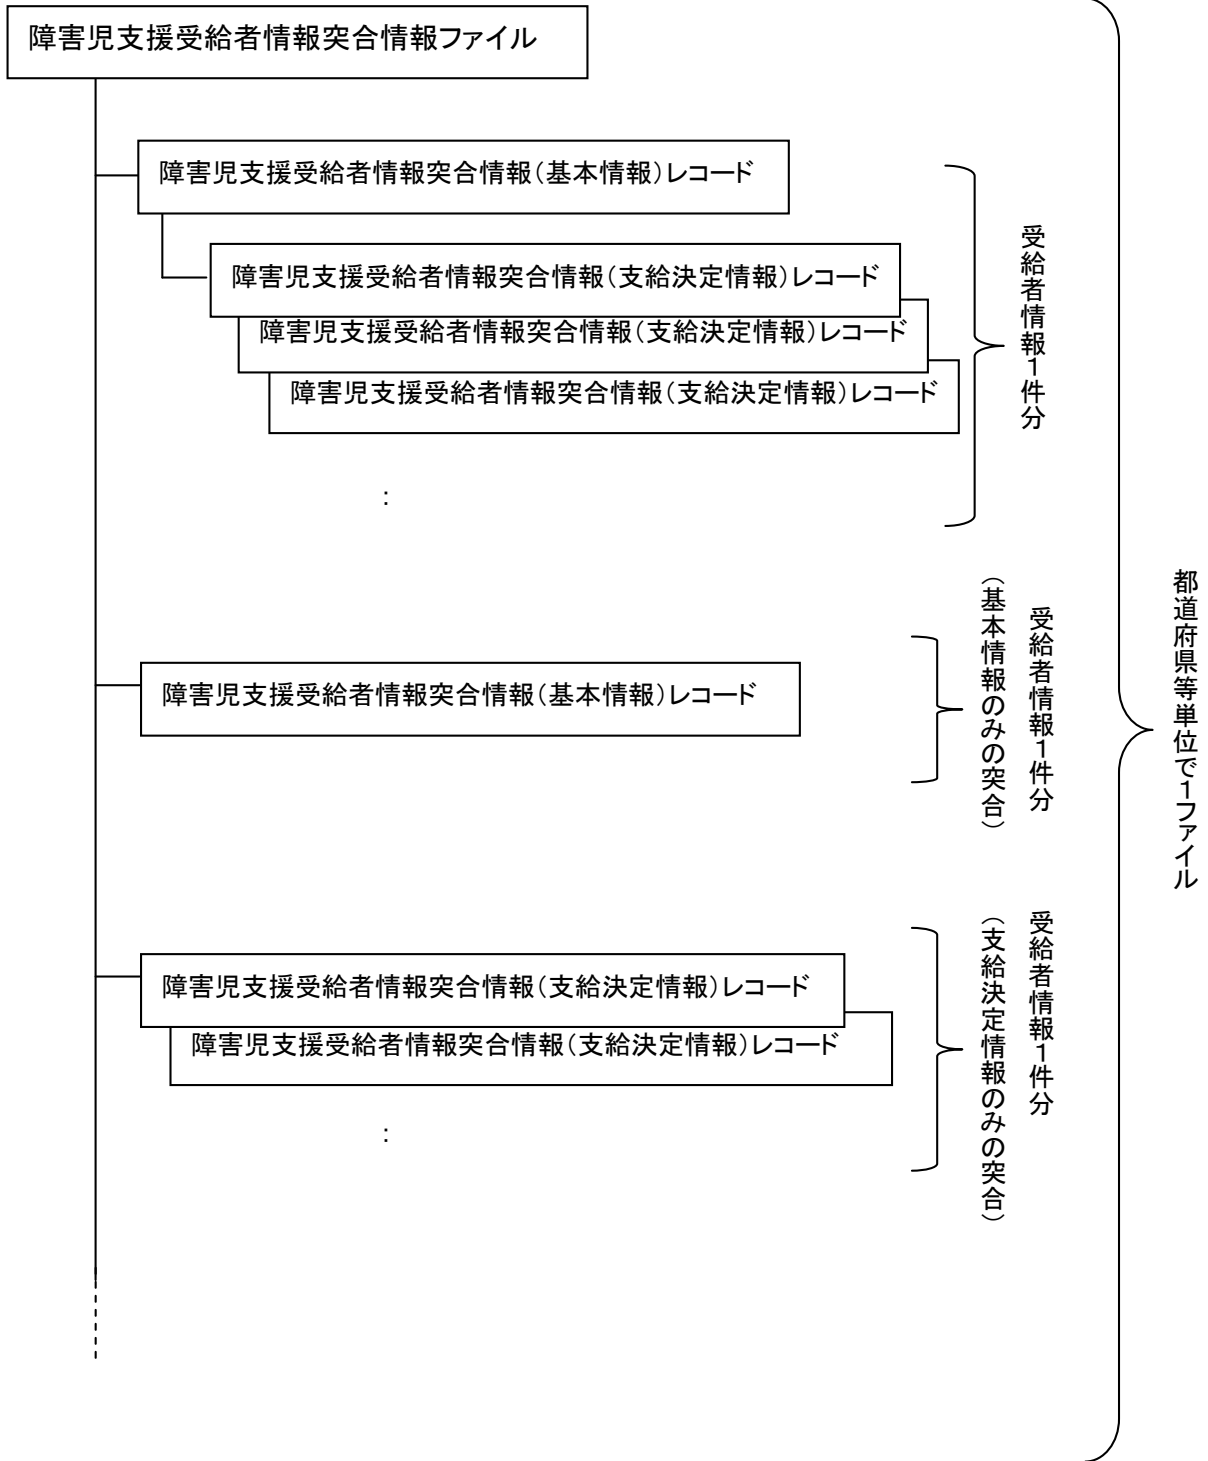 障害児支援受給者情報突合情報ファイル
障害児支援受給者情報突合情報（基本情報）レコード
障害児支援受給者情報突合情報（支給決定情報）レコード
障害児支援受給者情報突合情報（支給決定情報）レコード
障害児支援受給者情報突合情報（支給決定情報）レコード
：
受給者情報１件分
障害児支援受給者情報突合情報（基本情報）レコード
受給者情報１件分
（基本情報のみの突合）
障害児支援受給者情報突合情報（支給決定情報）レコード
障害児支援受給者情報突合情報（支給決定情報）レコード
：
受給者情報１件分
（支給決定情報のみの突合）
都道府県等単位で１ファイル